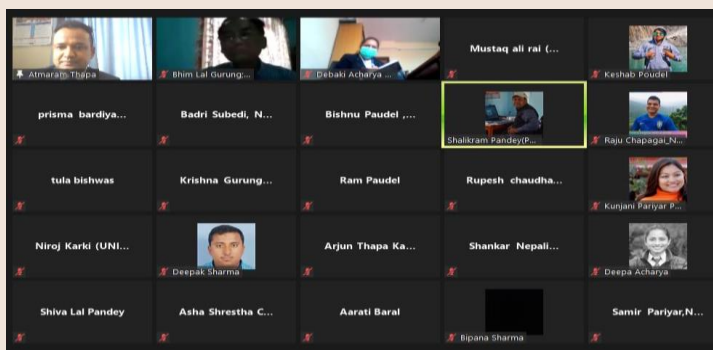 Atmaram Thapa
Bhim Lal Gurung;...
Debaki Acharya ...
Mustaq ali rai (...
Keshab Poudel
prisma bardiya...
Badri Subedi, N...
Bishnu Paudel ,...
Shalikram Pandey(P...
Raju Chapagai_N...
tula bishwas
Krishna Gurung...
Ram Paudel
Rupesh chaudha...
Kunjani Pariyar P...
Niroj Karki (UNI...
Deepak Sharma
Arjun Thapa Ka...
Shankar Nepali...
Deepa Acharya
Shiva Lal Pandey
Asha Shrestha C...
Aarati Baral
Bipana Sharma
Samir Pariyar,N...